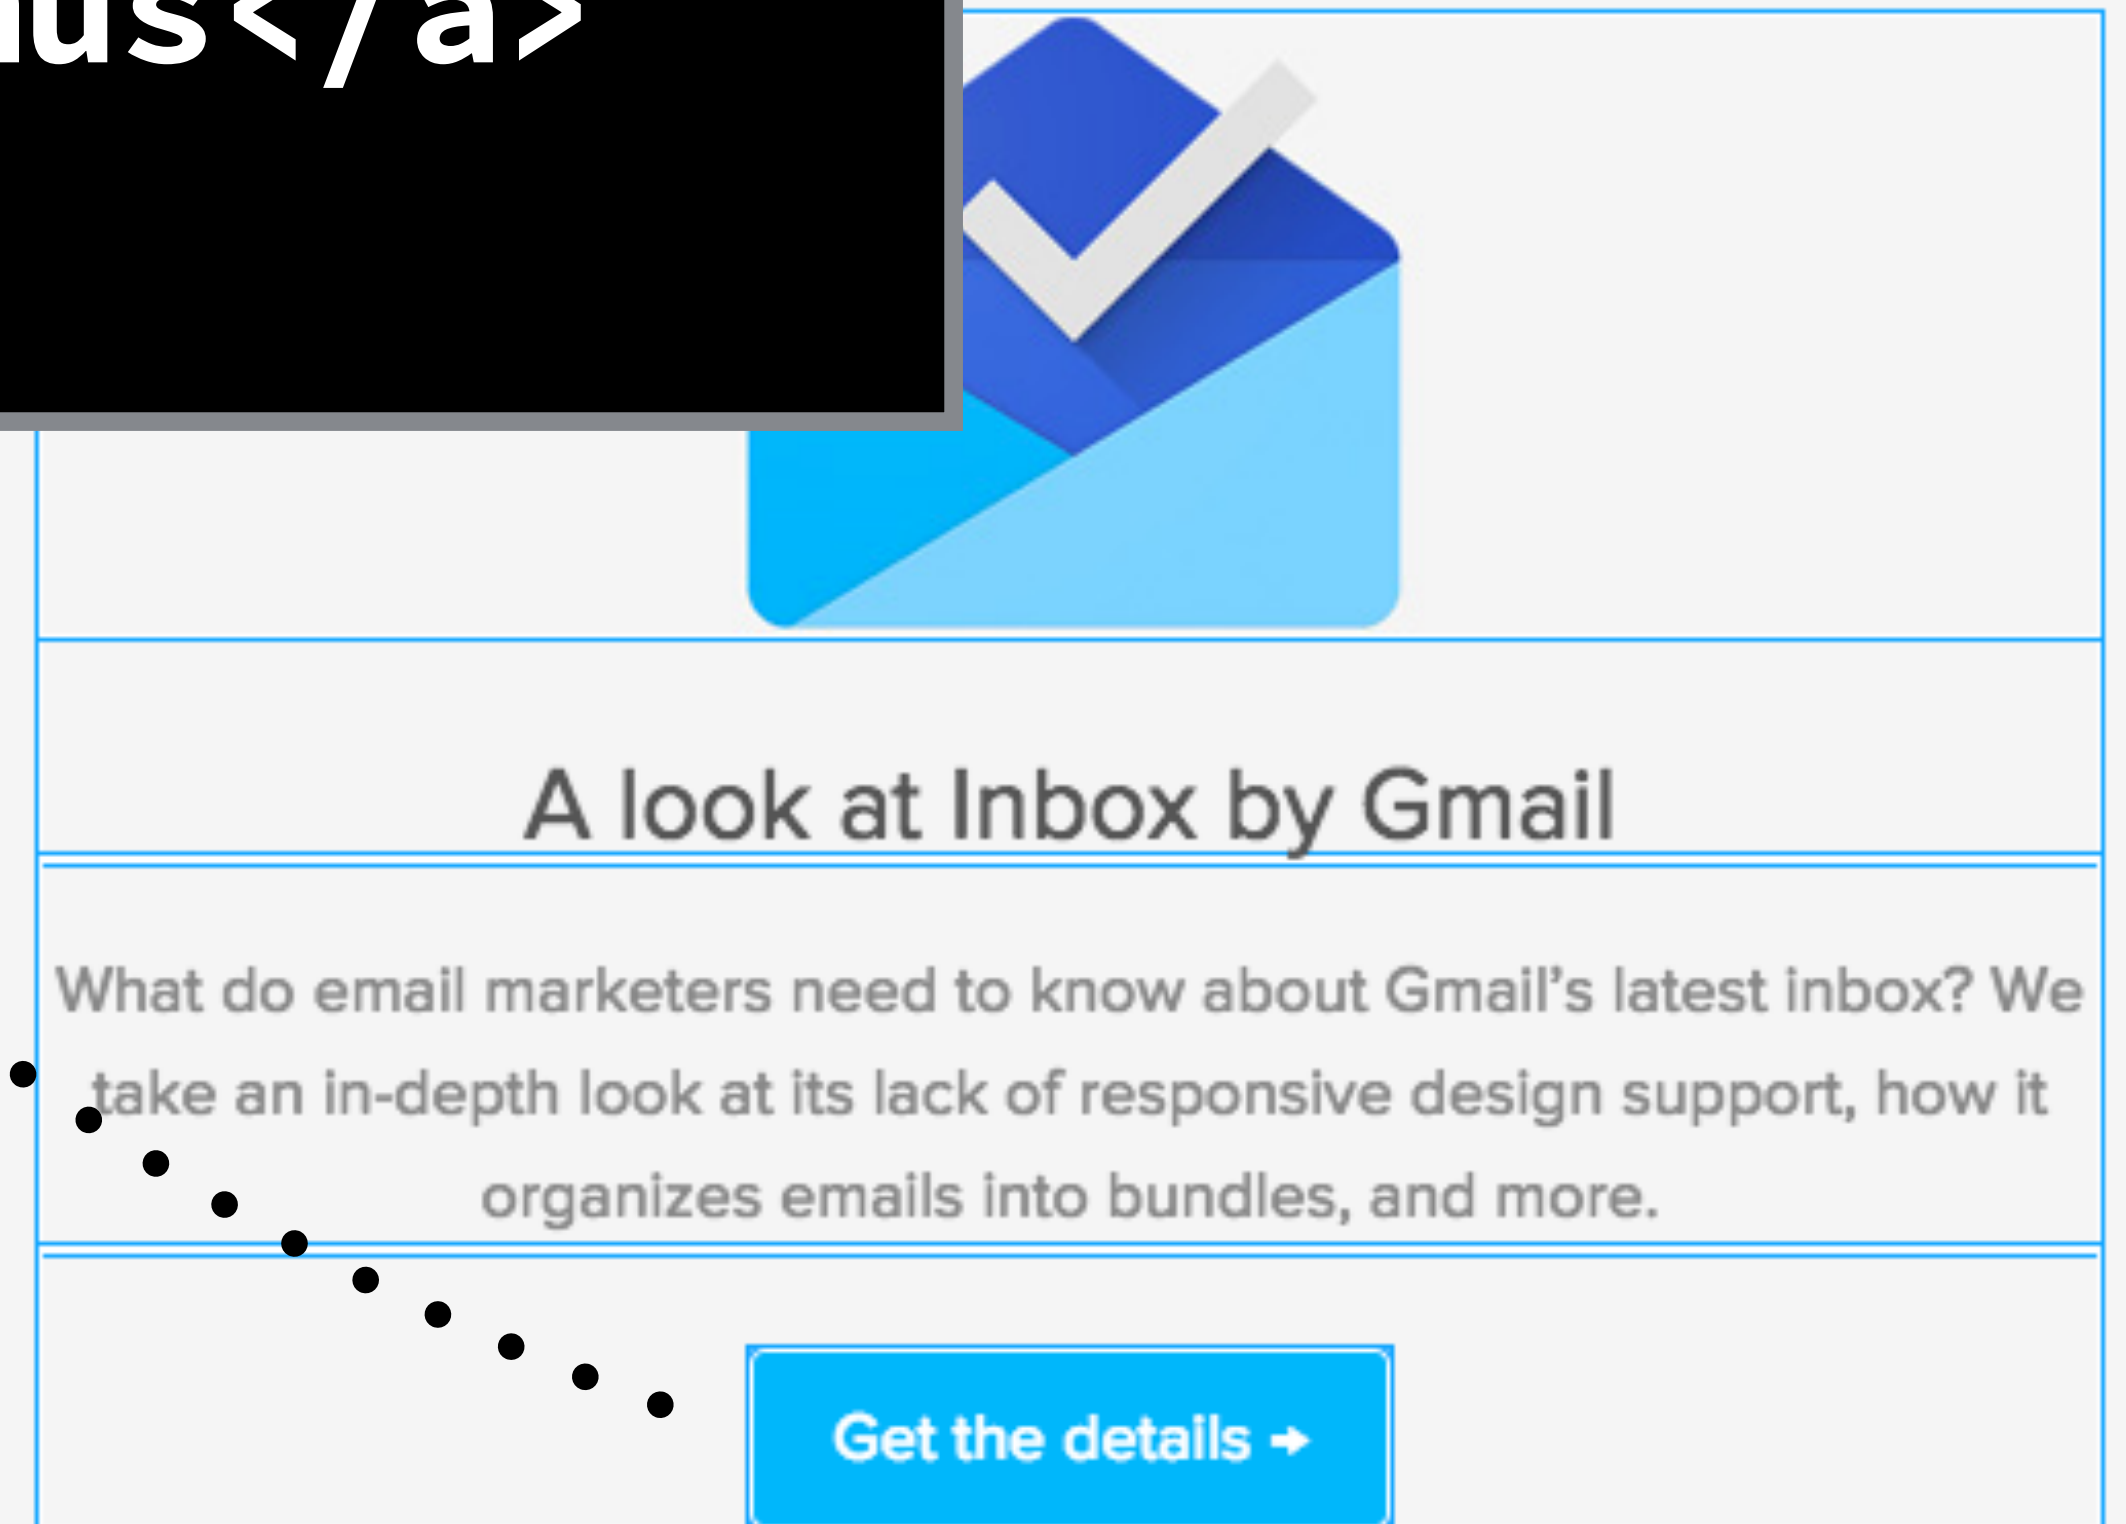 us</a>
A look at Inbox by Gmail
What do email marketers need to know about Gmail’s latest inbox? We
take an in-depth look at its lack of responsive design support, how it
organizes emails into bundles, and more.
Get the details →